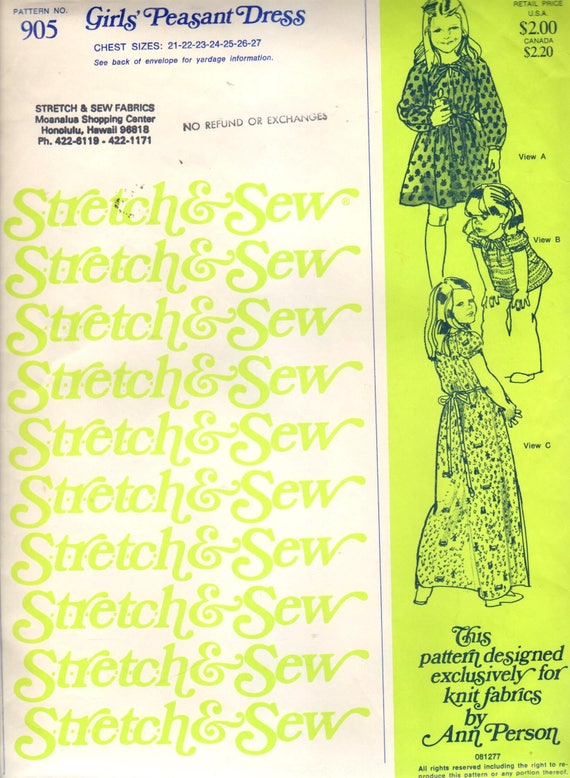 PATTERN NO.
905
Girls' Peasant Dress
CHEST SIZES: 21-22-23-24-25-26-27
See back of envelope for yardage information.
STRETCH & SEW FABRICS
Moanalua Shopping Center
Honolulu, Hawaii 96818
Ph. 422-6119 - 422-1171
NO REFUND OR EXCHANGES
Stretch & Sew®
Stretch & Sew
Stretch & Sew
Stretch & Sew
Stretch & Sew
Stretch & Sew
Stretch & Sew
Stretch & Sew
Stretch & Sew
Stretch & Sew
RETAIL PRICE
U.S.A.
$2.00
CANADA
$2.20
View A
View B
View C
This
pattern designed
exclusively for
knit fabrics
by
Ann Person
081277
All rights reserved including the right to re-
produce this pattern or any portion thereof.